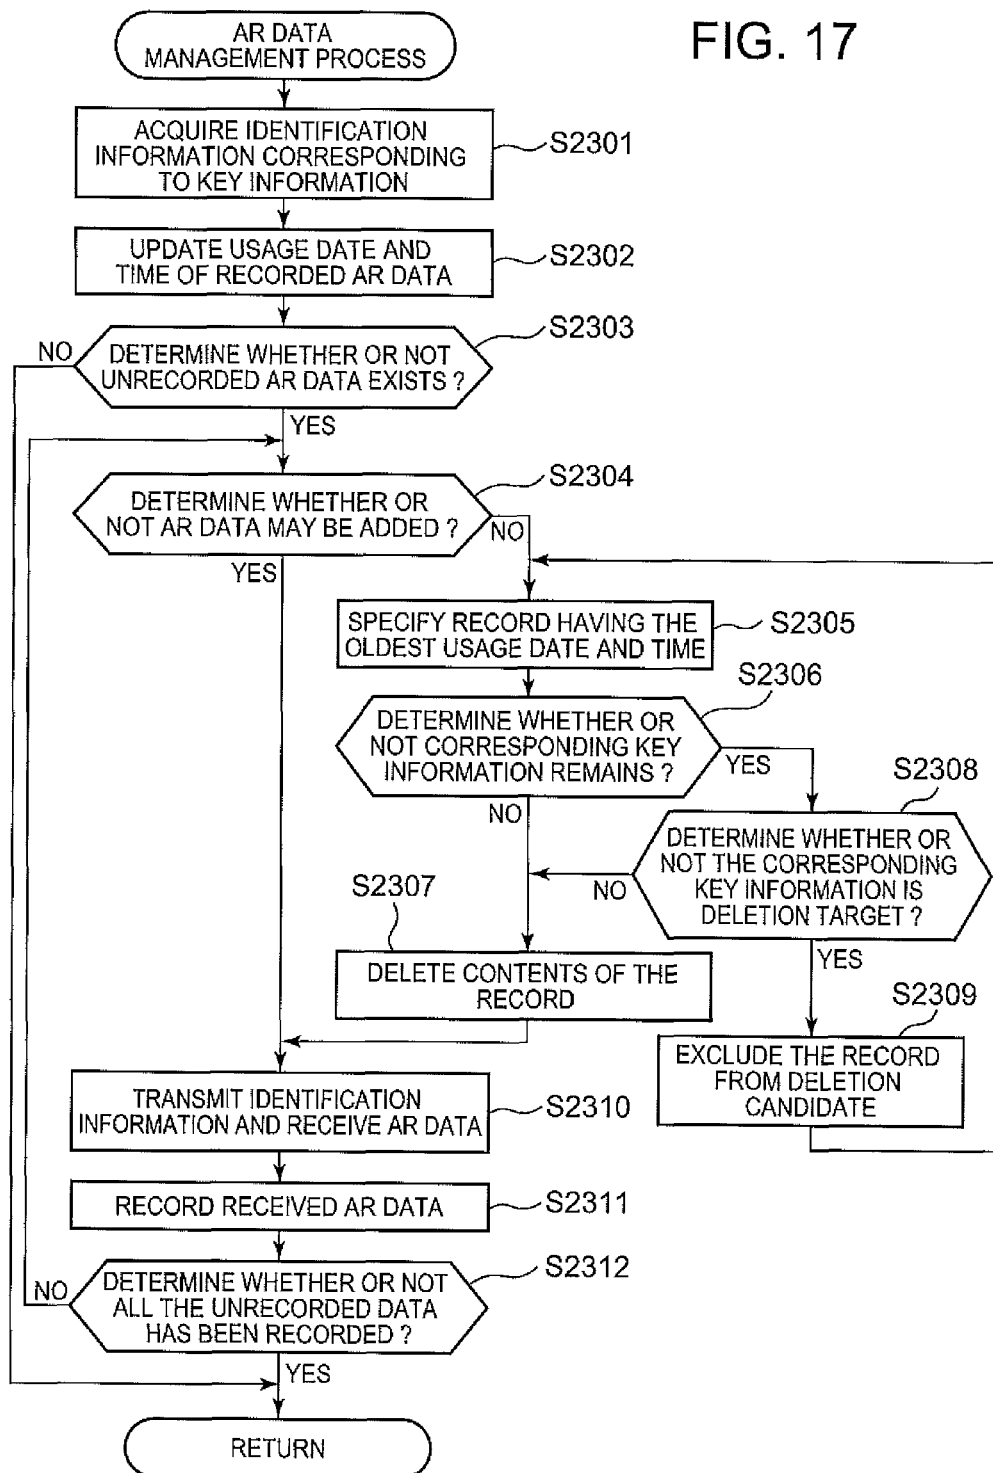 FIG. 17
AR DATA
MANAGEMENT PROCESS
ACQUIRE IDENTIFICATION
INFORMATION CORRESPONDING
TO KEY INFORMATION
S2301
UPDATE USAGE DATE AND
TIME OF RECORDED AR DATA
S2302
S2303
NO
DETERMINE WHETHER OR NOT
UNRECORDED AR DATA EXISTS ?
YES
S2304
DETERMINE WHETHER OR
NOT AR DATA MAY BE ADDED ?
NO
YES
SPECIFY RECORD HAVING THE
OLDEST USAGE DATE AND TIME
S2305
S2306
DETERMINE WHETHER OR
NOT CORRESPONDING KEY
INFORMATION REMAINS ?
YES
NO
S2308
DETERMINE WHETHER OR
NOT THE CORRESPONDING
KEY INFORMATION IS
DELETION TARGET ?
NO
YES
S2307
DELETE CONTENTS OF THE
RECORD
S2309
EXCLUDE THE RECORD
FROM DELETION
CANDIDATE
TRANSMIT IDENTIFICATION
INFORMATION AND RECEIVE AR DATA
S2310
RECORD RECEIVED AR DATA
S2311
S2312
NO
DETERMINE WHETHER OR NOT
ALL THE UNRECORDED DATA
HAS BEEN RECORDED ?
YES
RETURN